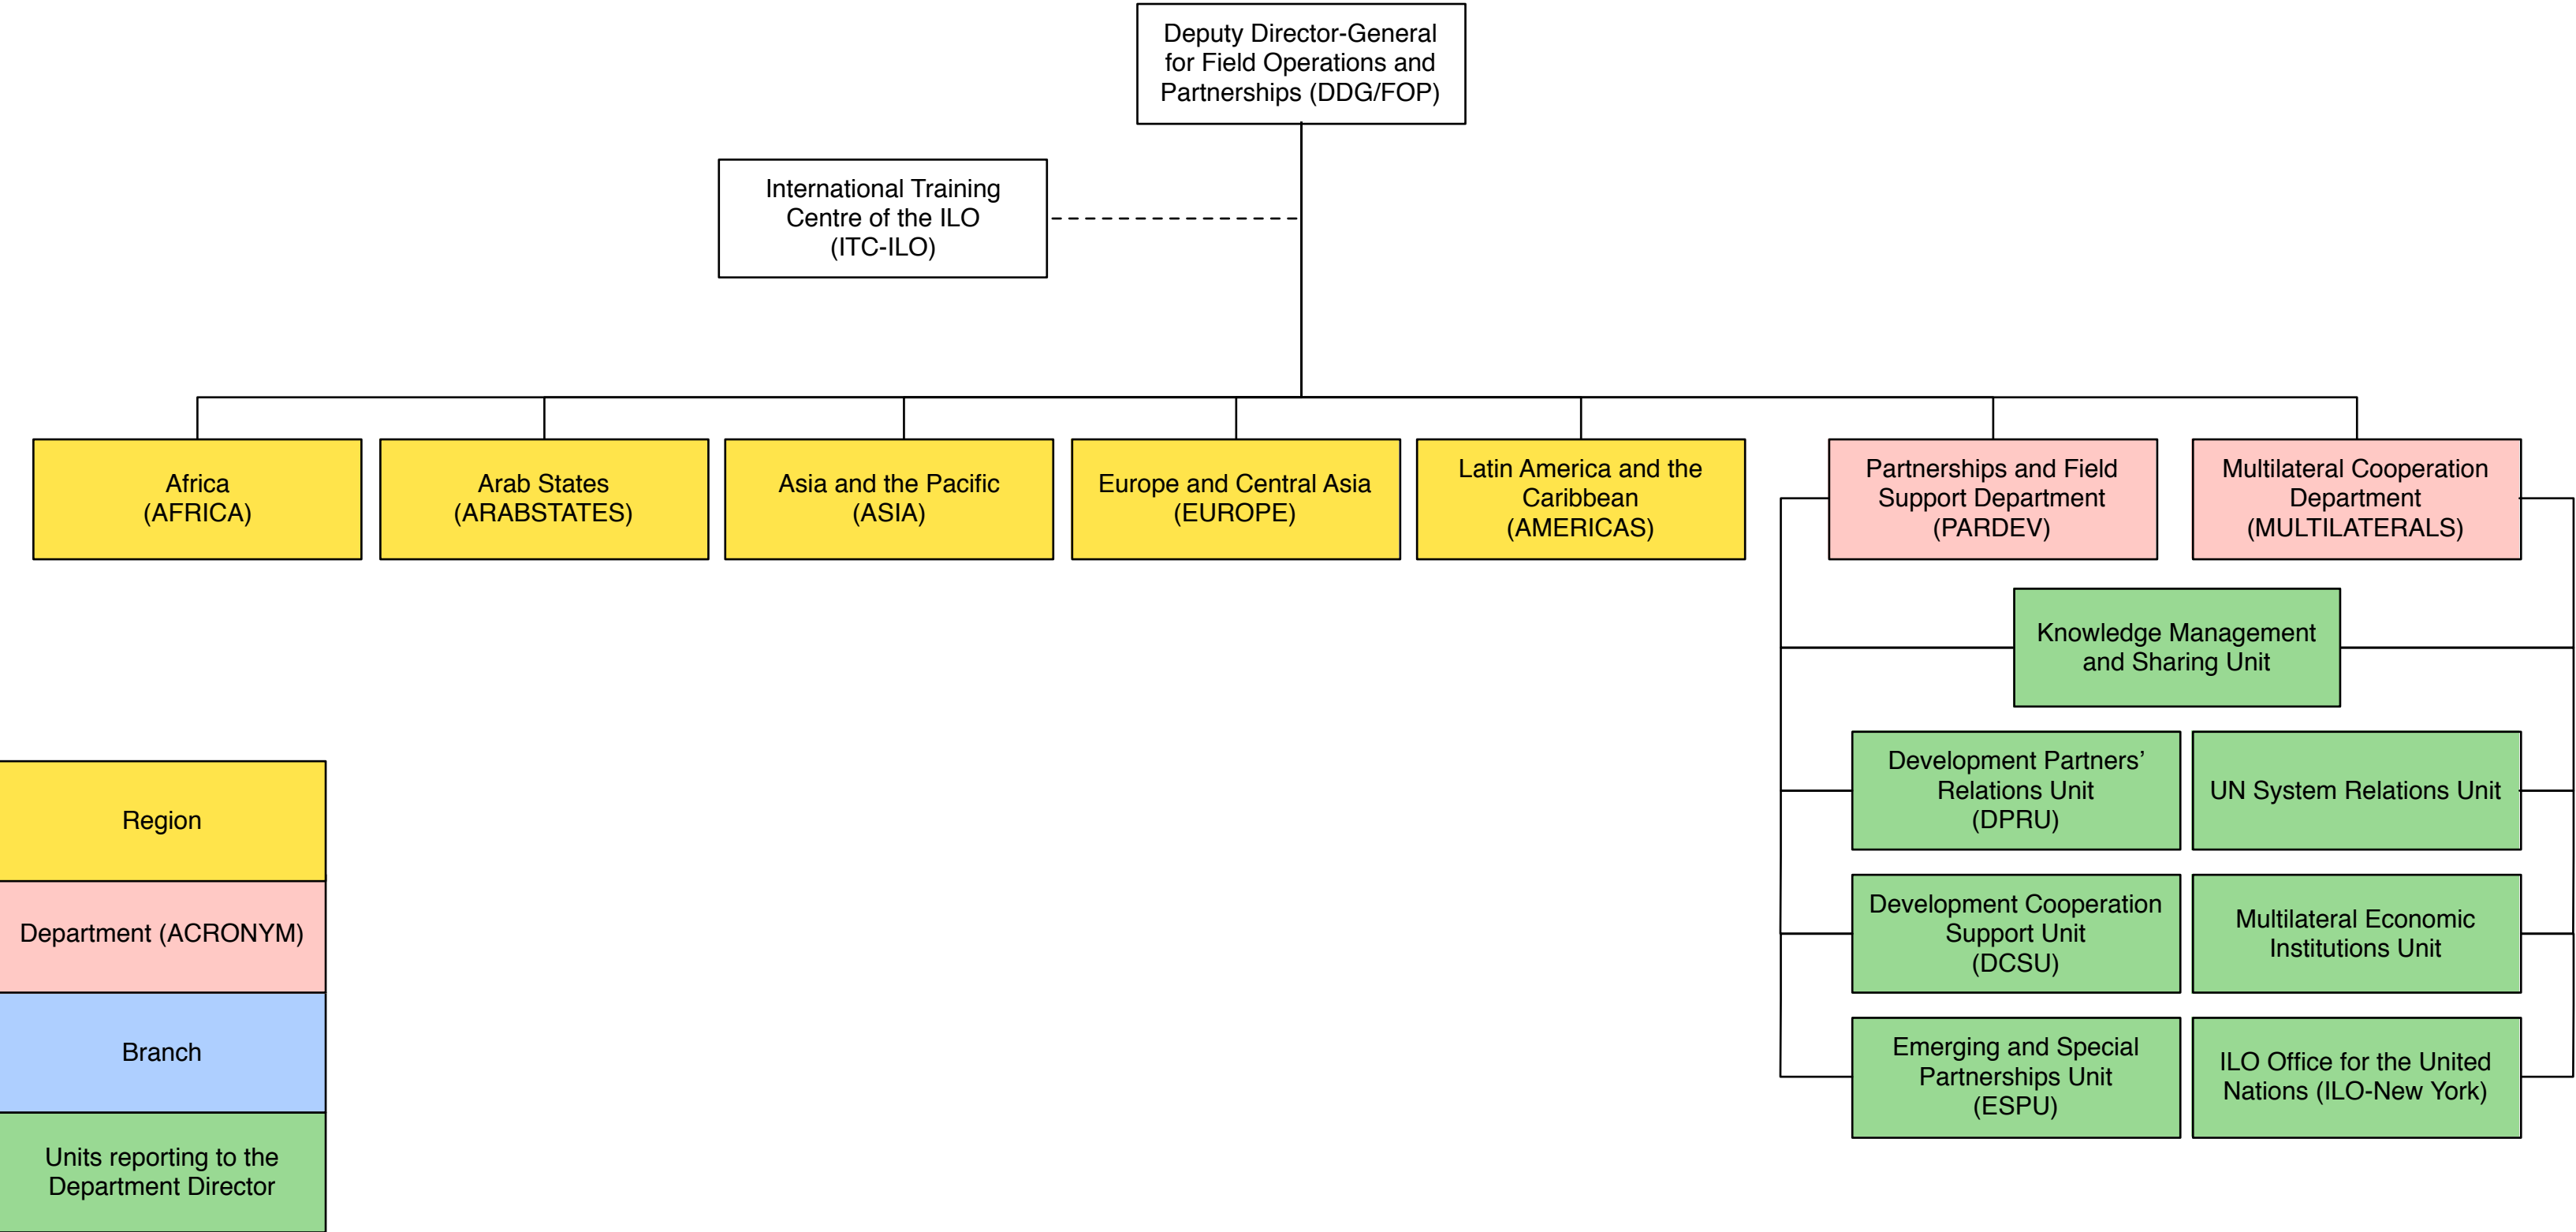 Deputy Director-General
for Field Operations and
Partnerships (DDG/FOP)
International Training
Centre of the ILO
(ITC-ILO)
Africa
(AFRICA)
Arab States
(ARABSTATES)
Asia and the Pacific
(ASIA)
Europe and Central Asia
(EUROPE)
Latin America and the
Caribbean
(AMERICAS)
Partnerships and Field
Support Department
(PARDEV)
Multilateral Cooperation
Department
(MULTILATERALS)
Knowledge Management
and Sharing Unit
Development Partners’
Relations Unit
(DPRU)
UN System Relations Unit
Development Cooperation
Support Unit
(DCSU)
Multilateral Economic
Institutions Unit
Emerging and Special
Partnerships Unit
(ESPU)
ILO Office for the United
Nations (ILO-New York)
Region
Department (ACRONYM)
Branch
Units reporting to the
Department Director